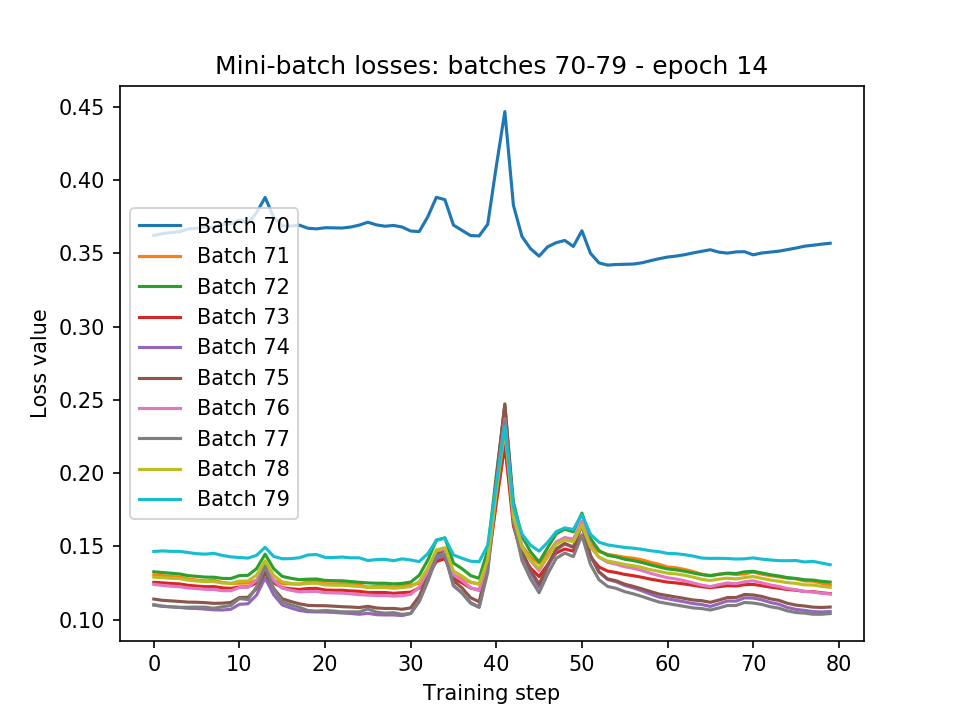 Mini-batch losses: batches 70-79 - epoch 14
Loss value
0.45
0.40
0.35
0.30
0.25
0.20
0.15
0.10
Batch 70
Batch 71
Batch 72
Batch 73
Batch 74
Batch 75
Batch 76
Batch 77
Batch 78
Batch 79
0 10 20 30 40 50 60 70 80
Training step